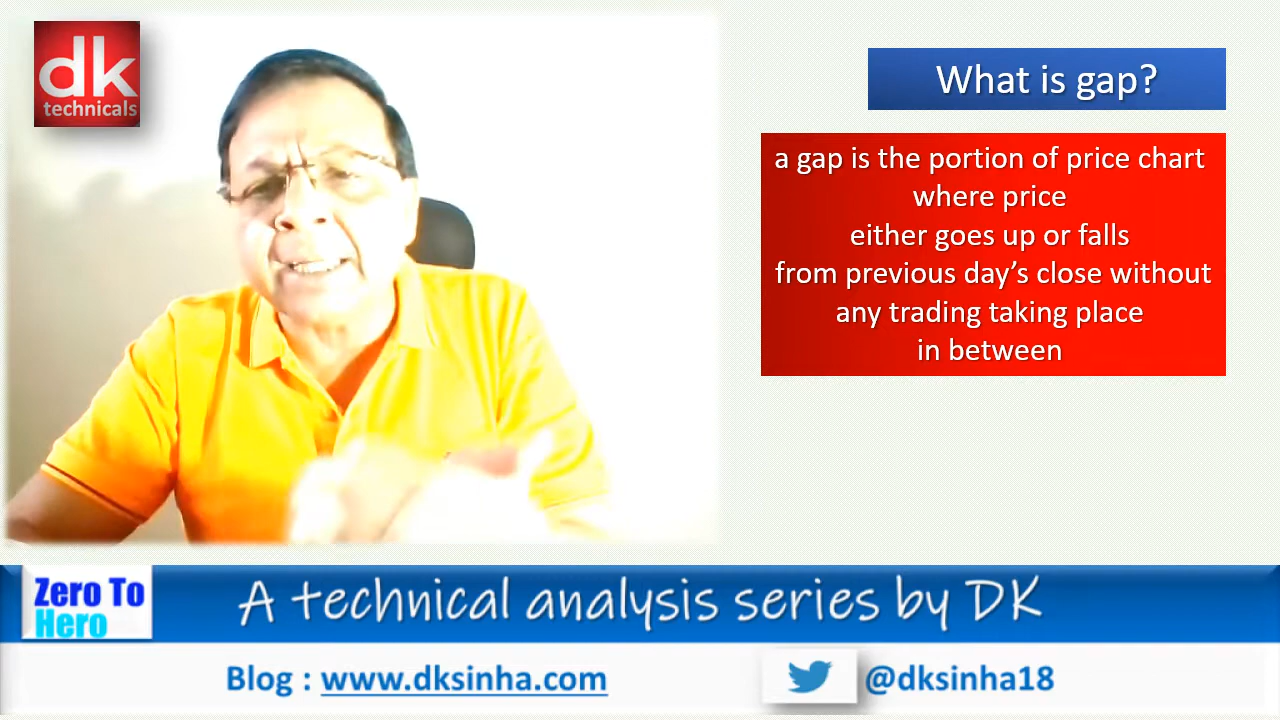 dk
technicals
What is gap?
a gap is the portion of price chart
where price
either goes up or falls
from previous day’s close without
any trading taking place
in between
Zero To
Hero
A technical analysis series by DK
Blog : www.dksinha.com
@dksinha18